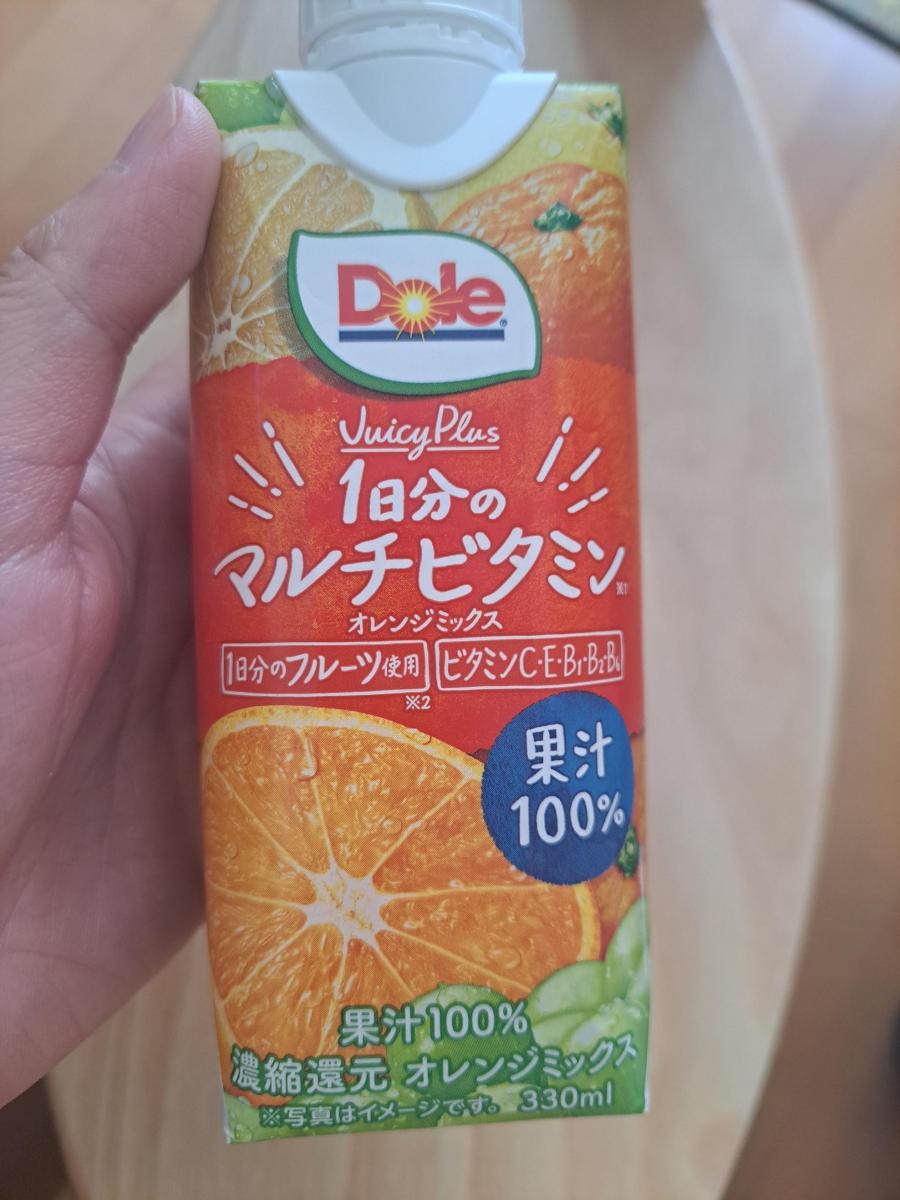 Dole
Juicy Plus
1日分の
マルチビタミン※1
オレンジミックス
1日分のフルーツ使用 ビタミンC・E・B1・B2・B6
※2
果汁
100%
果汁100%
濃縮還元 オレンジミックス
※写真はイメージです。 330ml